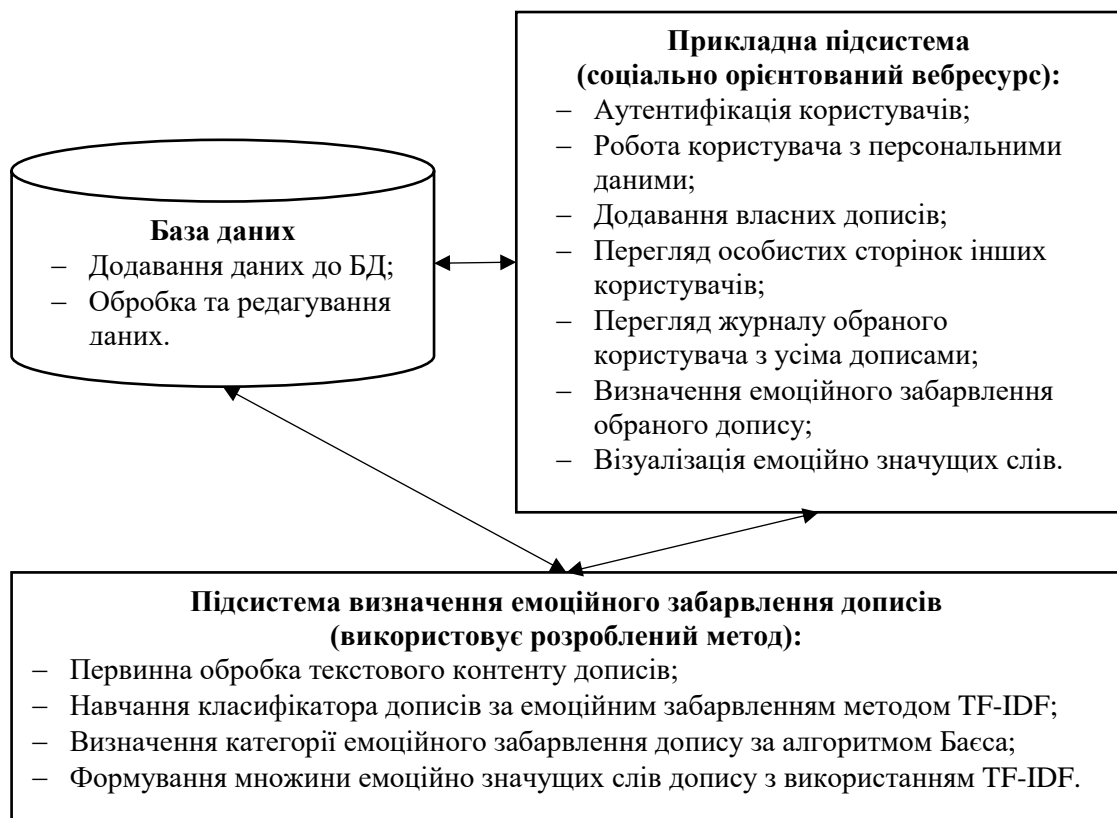 Прикладна підсистема
(соціально орієнтований вебресурс):
– Аутентифікація користувачів;
– Робота користувача з персональними
даними;
– Додавання власних дописів;
– Перегляд особистих сторінок інших
користувачів;
– Перегляд журналу обраного
користувача з усіма дописами;
– Визначення емоційного забарвлення
обраного допису;
– Візуалізація емоційно значущих слів.
База даних
– Додавання даних до БД;
– Обробка та редагування
даних.
Підсистема визначення емоційного забарвлення дописів
(використовує розроблений метод):
– Первинна обробка текстового контенту дописів;
– Навчання класифікатора дописів за емоційним забарвленням методом TF-IDF;
– Визначення категорії емоційного забарвлення допису за алгоритмом Баєса;
– Формування множини емоційно значущих слів допису з використанням TF-IDF.